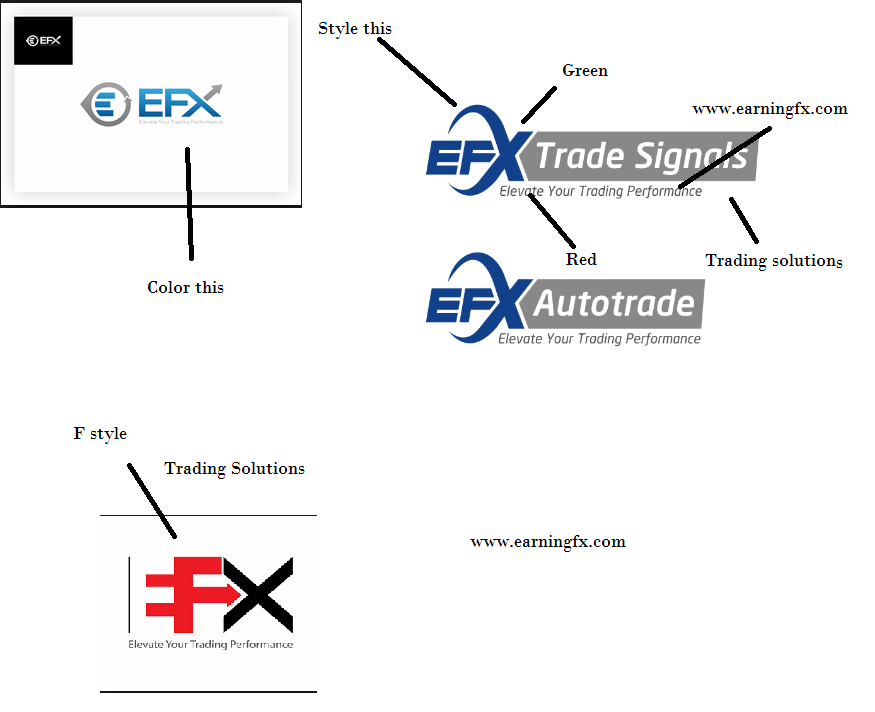 EFX
EFX
Elevate Your Trading Performance
Color this
Style this
Green
www.earningfx.com
EFX Trade Signals
Elevate Your Trading Performance
Red
Trading solutions
EFX Autotrade
Elevate Your Trading Performance
F style
Trading Solutions
EFX
Elevate Your Trading Performance
www.earningfx.com